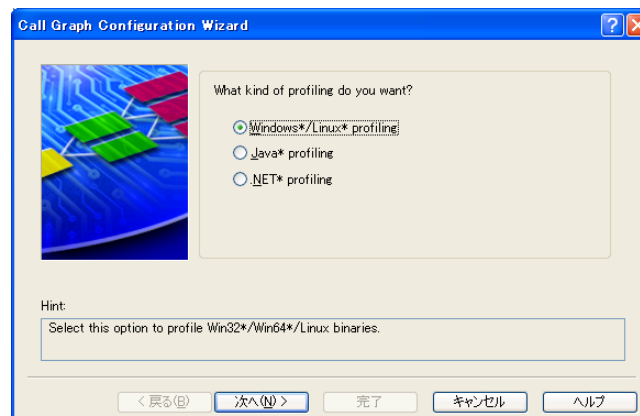 Call Graph Configuration Wizard
What kind of profiling do you want?
Windows*/Linux* profiling
Java* profiling
.NET* profiling
Hint:
Select this option to profile Win32*/Win64*/Linux binaries.
< 戻る(B) 次へ(N) > 完了 キャンセル ヘルプ